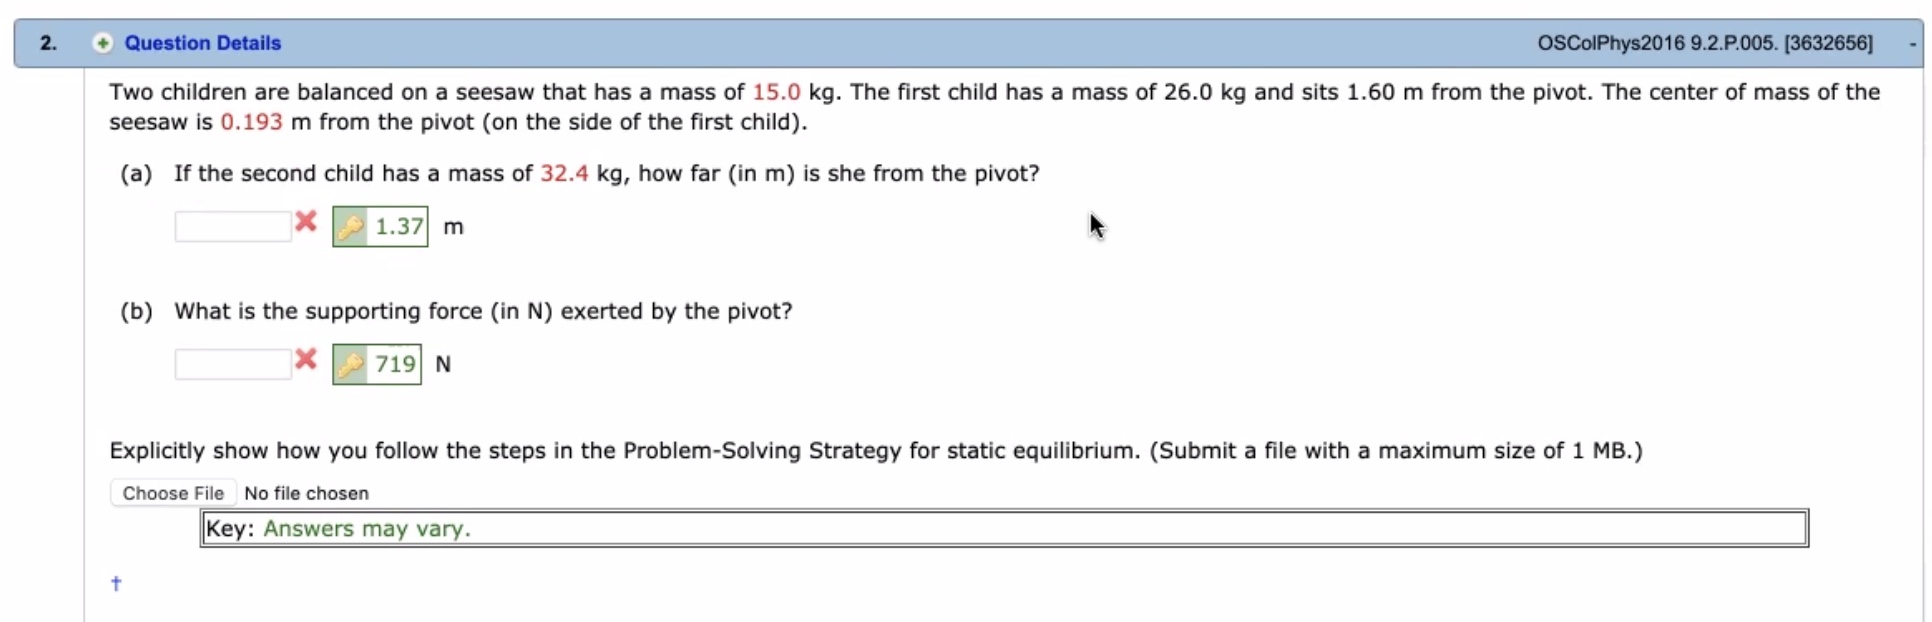 2. Question Details OSColPhys2016 9.2.P.005. [3632656] -
Two children are balanced on a seesaw that has a mass of 15.0 kg. The first child has a mass of 26.0 kg and sits 1.60 m from the pivot. The center of mass of the
seesaw is 0.193 m from the pivot (on the side of the first child).
(a) If the second child has a mass of 32.4 kg, how far (in m) is she from the pivot?
1.37 m
(b) What is the supporting force (in N) exerted by the pivot?
719 N
Explicitly show how you follow the steps in the Problem-Solving Strategy for static equilibrium. (Submit a file with a maximum size of 1 MB.)
Choose File No file chosen
Key: Answers may vary.
†